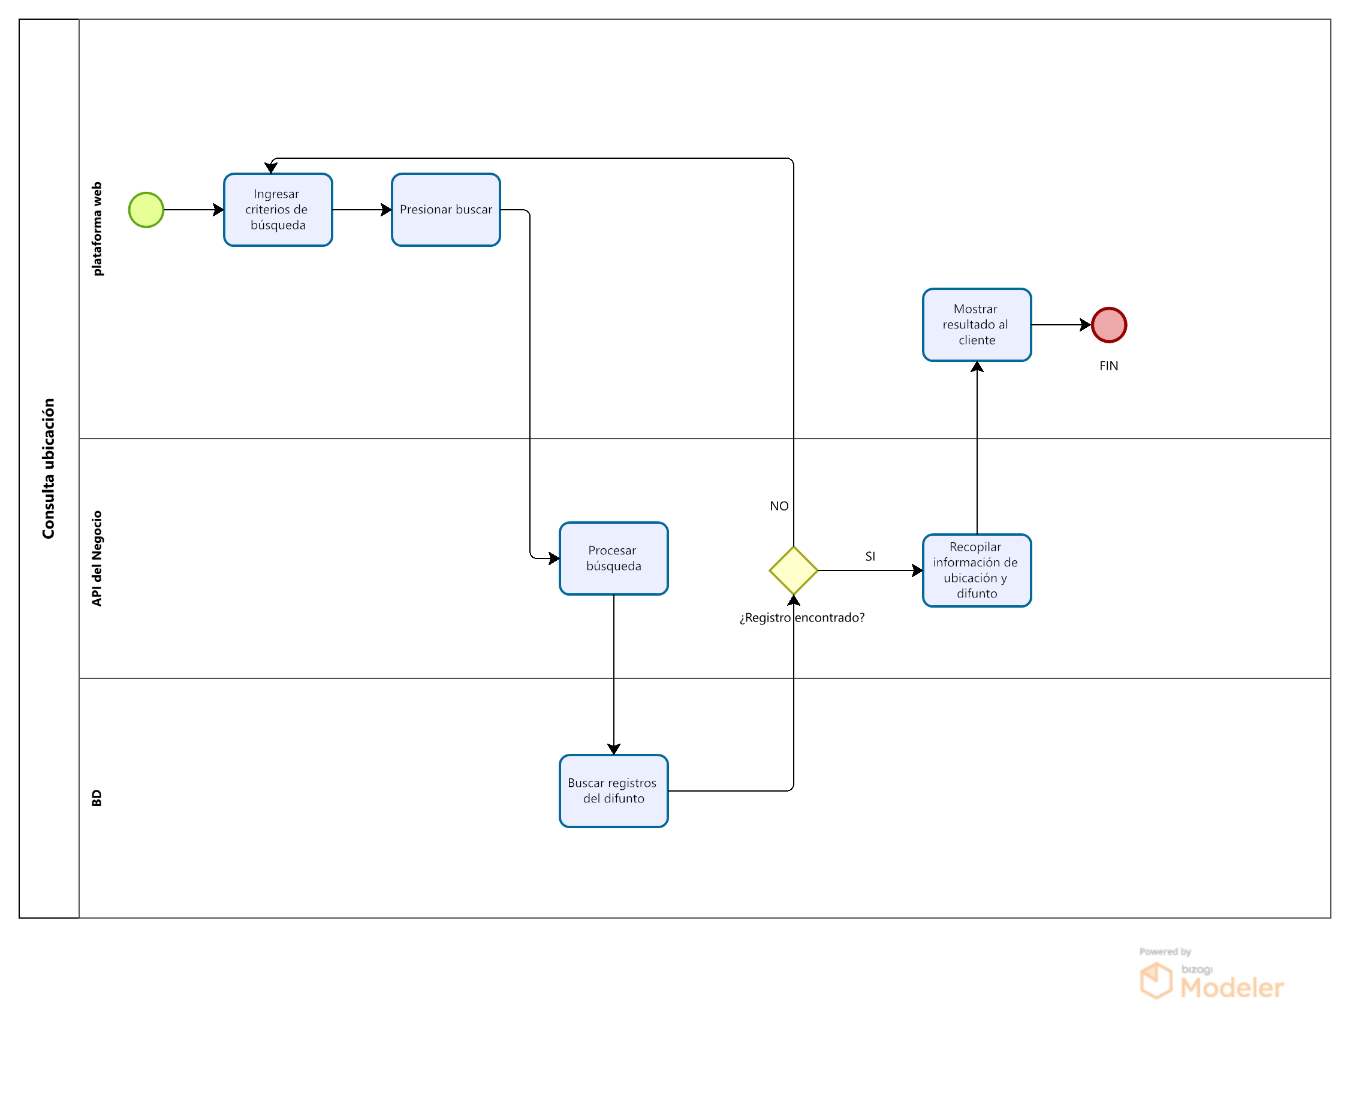 Consulta ubicación
plataforma web
Ingresar
criterios de
búsqueda
Presionar buscar
Mostrar
resultado al
cliente
FIN
API del Negocio
Procesar
búsqueda
NO
¿Registro encontrado?
SI
Recopilar
información de
ubicación y
difunto
BD
Buscar registros
del difunto
Powered by
bizagi
Modeler